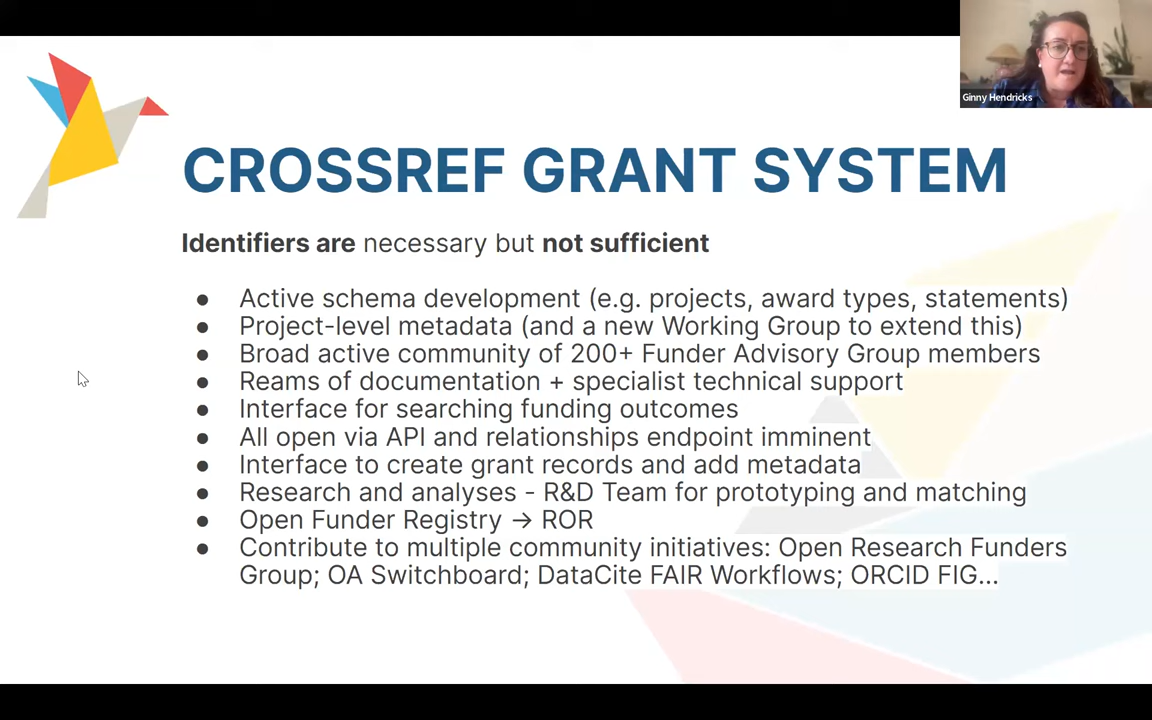 Ginny Hendricks
CROSSREF GRANT SYSTEM
Identifiers are necessary but not sufficient
● Active schema development (e.g. projects, award types, statements)
● Project-level metadata (and a new Working Group to extend this)
● Broad active community of 200+ Funder Advisory Group members
● Reams of documentation + specialist technical support
● Interface for searching funding outcomes
● All open via API and relationships endpoint imminent
● Interface to create grant records and add metadata
● Research and analyses - R&D Team for prototyping and matching
● Open Funder Registry → ROR
● Contribute to multiple community initiatives: Open Research Funders
Group; OA Switchboard; DataCite FAIR Workflows; ORCID FIG...